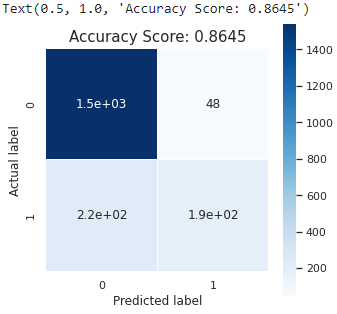 Text(0.5, 1.0, 'Accuracy Score: 0.8645')
Accuracy Score: 0.8645
1400
1200
1000
800
600
400
200
Actual label
0
1
1.5e+03
48
2.2e+02
1.9e+02
0
1
Predicted label